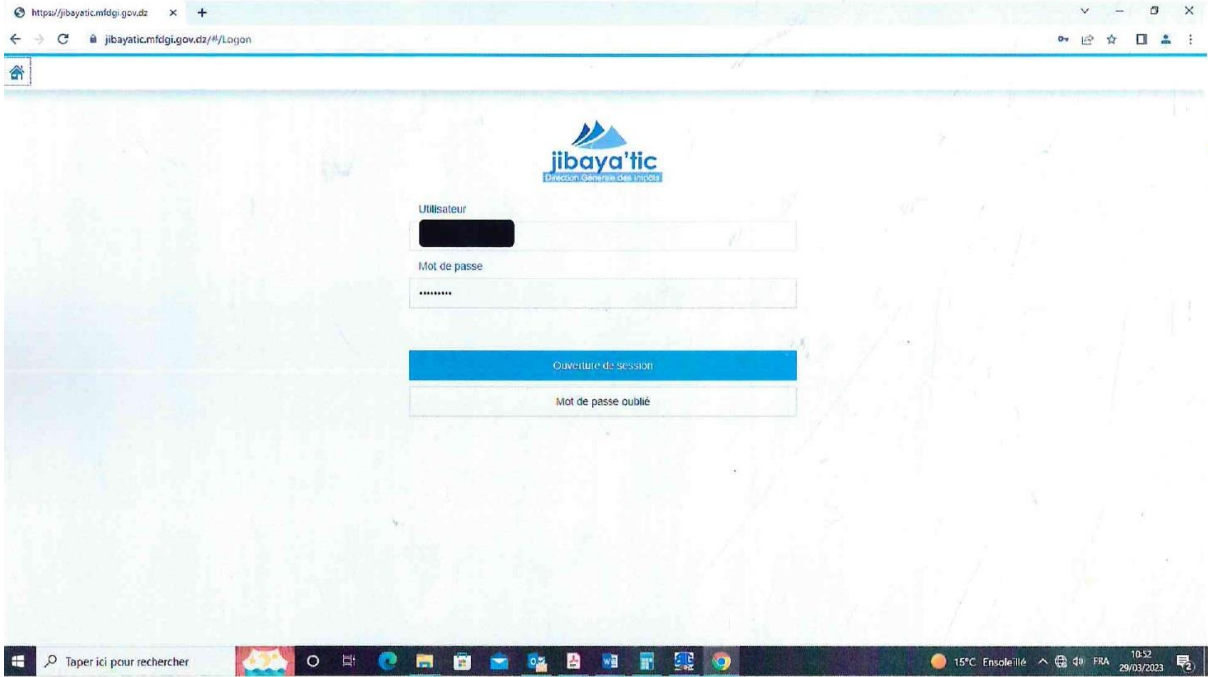 https://jibayatic.mfdgi.gov.dz
jibayatic.mfdgi.gov.dz/#/Logon
jibaya'tic
Direction Générale des Impôts
Utilisateur
Mot de passe
Ouverture de session
Mot de passe oublié
Taper ici pour rechercher
15°C Ensoleillé
FRA
10:52
29/03/2023
2